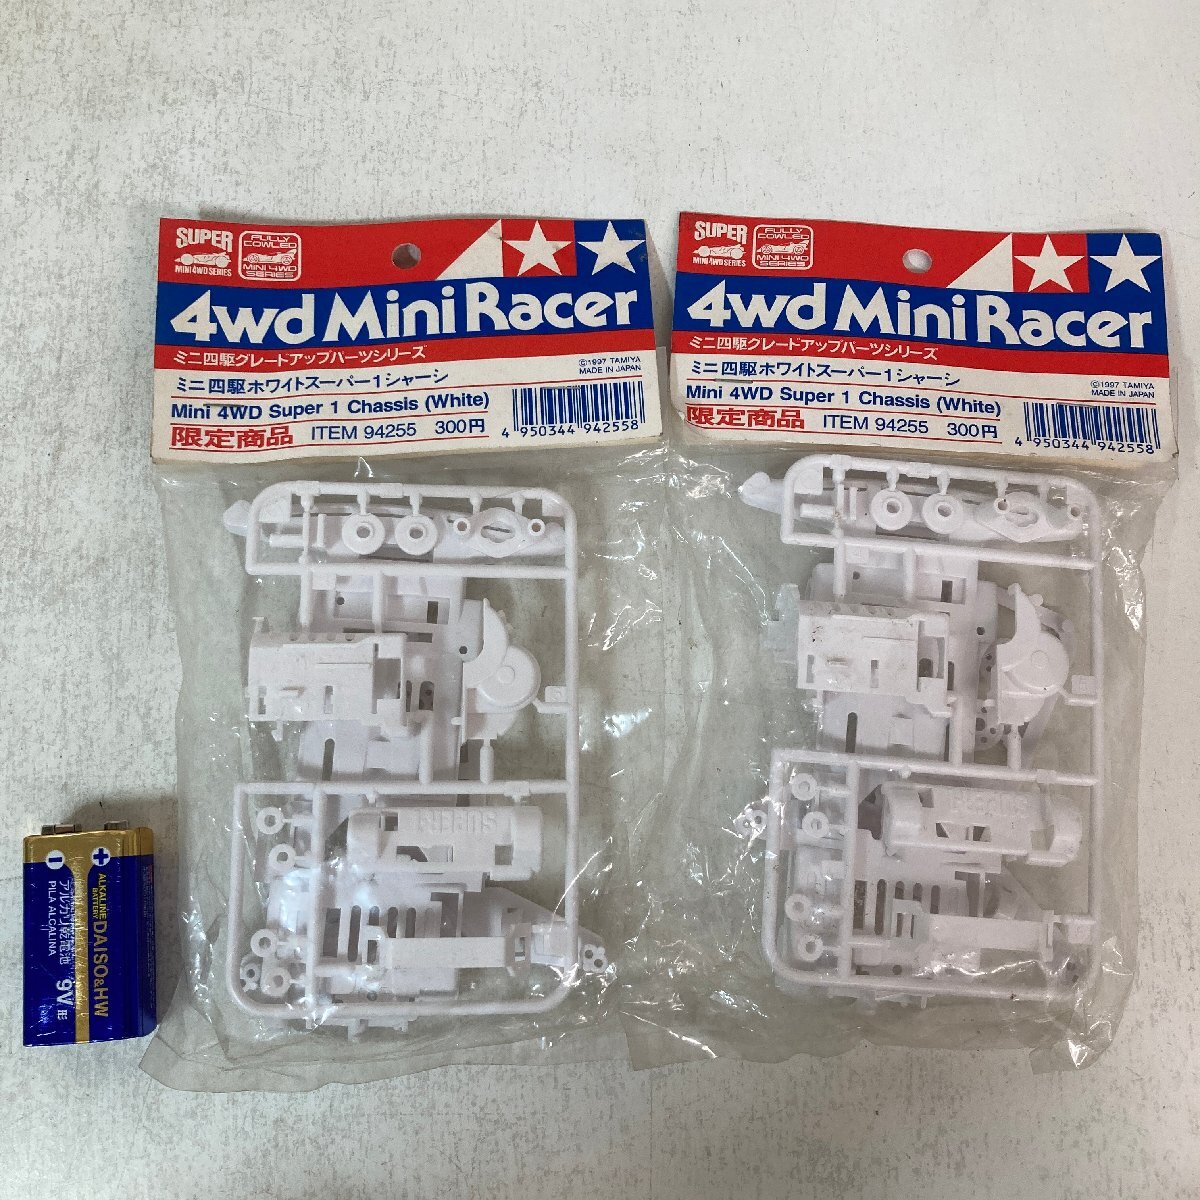 SUPER
MINI 4WD SERIES
FULLY
COWLED
MINI 4WD
SERIES
4wd Mini Racer
ミニ四駆グレードアップパーツシリーズ
ミニ四駆ホワイトスーパー1シャーシ
©1997 TAMIYA
MADE IN JAPAN
Mini 4WD Super 1 Chassis (White)
限定商品 ITEM 94255 300円
4 950344 942558
SUPER
MINI 4WD SERIES
FULLY
COWLED
MINI 4WD
SERIES
4wd Mini Racer
ミニ四駆グレードアップパーツシリーズ
ミニ四駆ホワイトスーパー1シャーシ
©1997 TAMIYA
MADE IN JAPAN
Mini 4WD Super 1 Chassis (White)
限定商品 ITEM 94255 300円
4 950344 942558
SUPER 1
ALKALINE
BATTERY
DAISO&HW
アルカリ乾電池 9V形
PILA ALCALINA